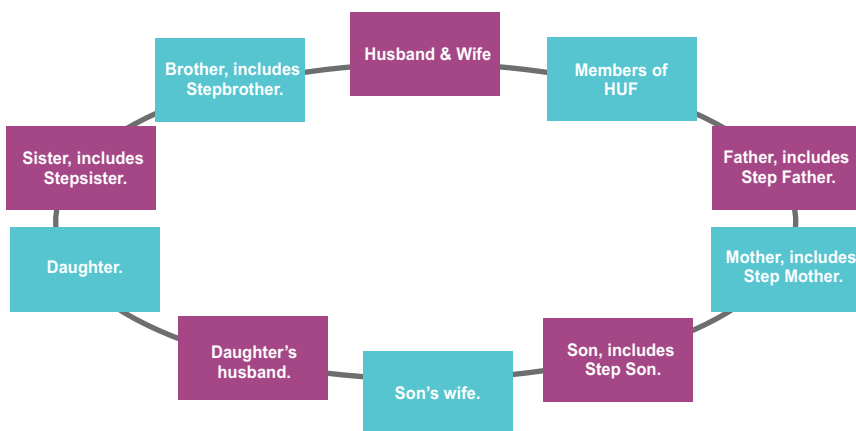 Husband & Wife
Members of
HUF
Father, includes
Step Father.
Mother, includes
Step Mother.
Son, includes
Step Son.
Son's wife.
Daughter's
husband.
Daughter.
Sister, includes
Stepsister.
Brother, includes
Stepbrother.